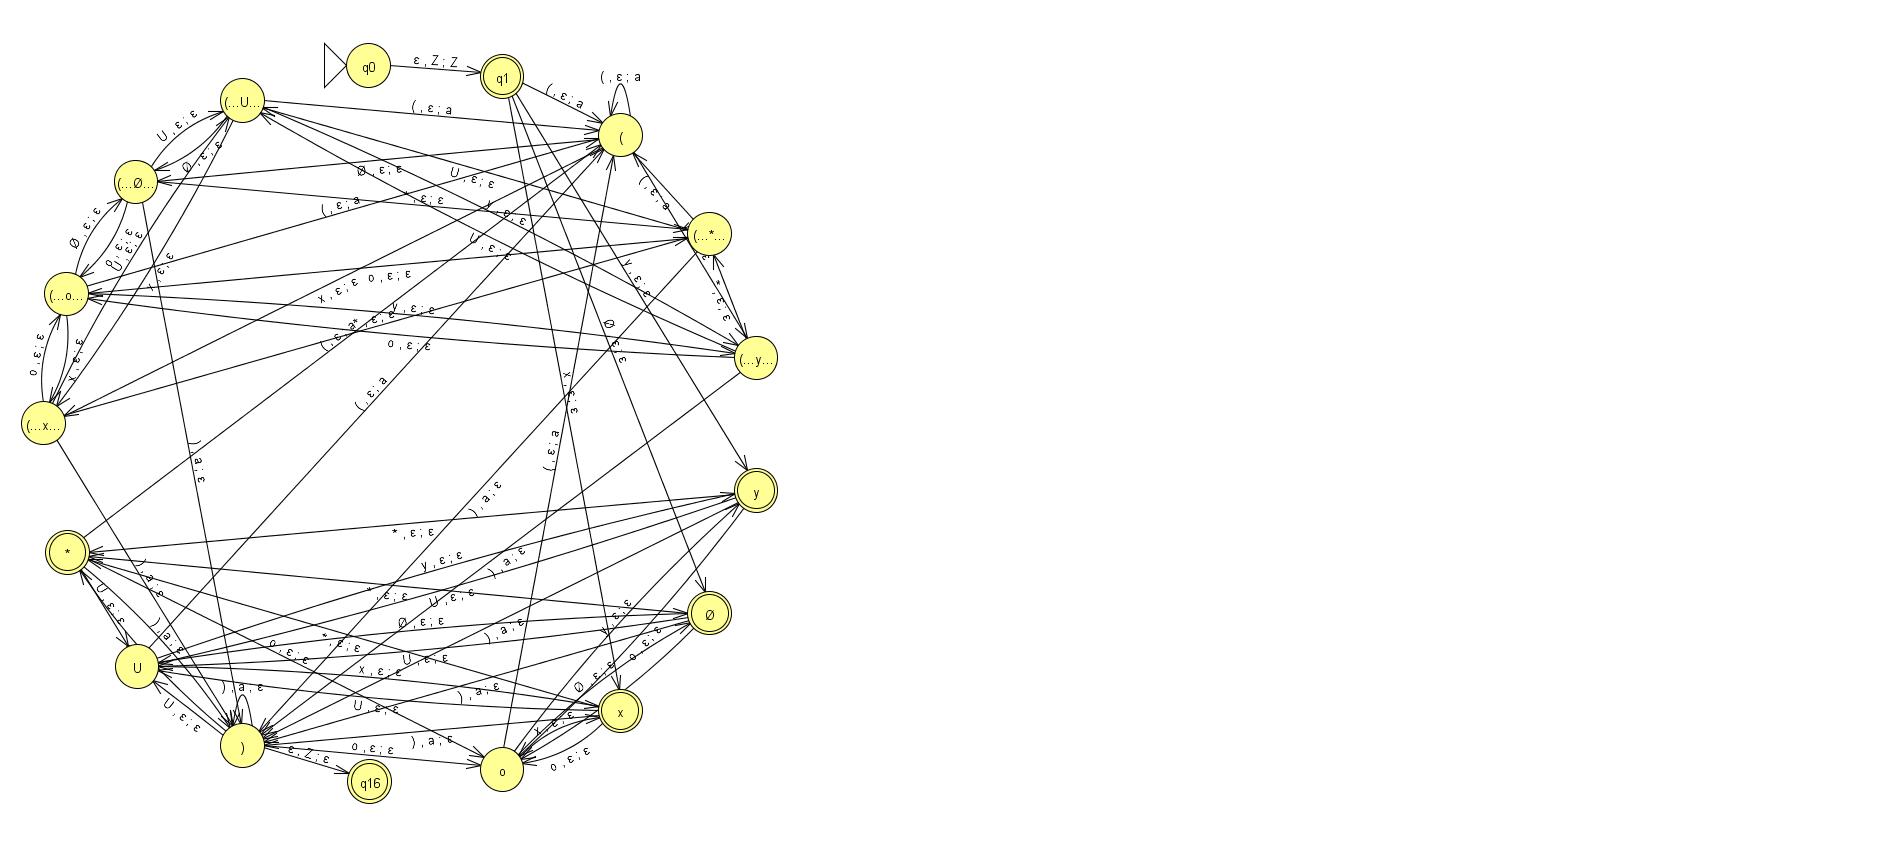 q0
ε , Z ; Z
q1
( , ε ; a
(
( , ε ; a
( , ε ; a
(...U...
U , ε ; ε
Ø , ε ; ε
(...Ø...
Ø , ε ; ε
U , ε ; ε
( , ε ; a
(...*...
( , ε ; a
*, ε ; ε
Ø , ε ; ε
o , ε ; ε
U , ε ; ε
U , ε ; ε
y , ε ; ε
(...o...
x , ε ; ε
o , ε ; ε
y , ε ; ε
* , ε ; ε
( , ε ; a
* , ε ; ε
o , ε ; ε
Ø , ε ; ε
(...y...
o , ε ; ε
x , ε ; ε
( , ε ; a
x , ε ; ε
(...x...
( , ε ; a
) , a ; ε
) , a ; ε
y
* , ε ; ε
*
y , ε ; ε
) , a ; ε
) , a ; ε
U , ε ; ε
*, ε ; ε
U , ε ; ε
Ø
Ø , ε ; ε
) , a ; ε
) , a ; ε
*, ε ; ε
o , ε ; ε
y , ε ; ε
o , ε ; ε
U
U , ε ; ε
x , ε ; ε
Ø , ε ; ε
) , a , ε
) , a ; ε
U , ε ; ε
U , ε ; ε
x
x , ε ; ε
)
ε , Z ; ε
o , ε ; ε
) , a ; ε
o , ε ; ε
q16
o